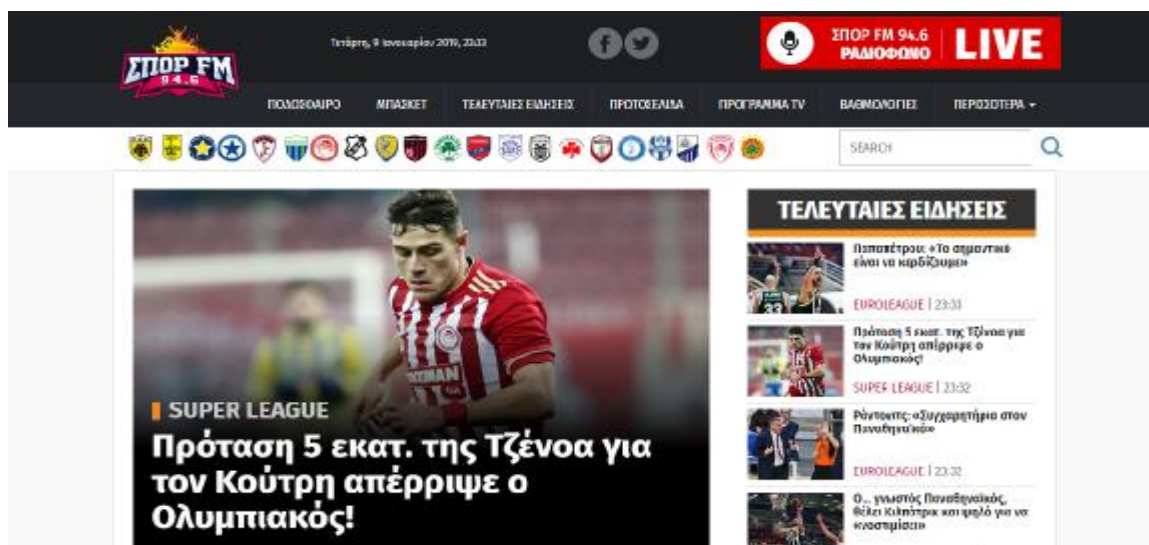 ΣΠΟΡ FM
94.6
Τετάρτη, 9 Ιανουαρίου 2019, 23:33
ΣΠΟΡ FM 94.6
ΡΑΔΙΟΦΩΝΟ
LIVE
ΠΟΔΟΣΦΑΙΡΟ ΜΠΑΣΚΕΤ ΤΕΛΕΥΤΑΙΕΣ ΕΙΔΗΣΕΙΣ ΠΡΩΤΟΣΕΛΙΔΑ ΠΡΟΓΡΑΜΜΑ TV ΒΑΘΜΟΛΟΓΙΕΣ ΠΕΡΙΣΣΟΤΕΡΑ
SEARCH
SUPER LEAGUE
Πρόταση 5 εκατ. της Τζένοα για
τον Κούτρη απέρριψε ο
Ολυμπιακός!
ΤΕΛΕΥΤΑΙΕΣ ΕΙΔΗΣΕΙΣ
Παπαπέτρου: «Το σημαντικό
είναι να κερδίζουμε»
EUROLEAGUE | 23:33
Πρόταση 5 εκατ. της Τζένοα για
τον Κούτρη απέρριψε ο
Ολυμπιακός!
SUPER LEAGUE | 23:32
Ράντονιτς: «Συγχαρητήρια στον
Παναθηναϊκό»
EUROLEAGUE | 23:32
Ο... γνωστός Παναθηναϊκός,
θέλει Κιλπάτρικ και ψηλό για να
«νοστιμίσει»